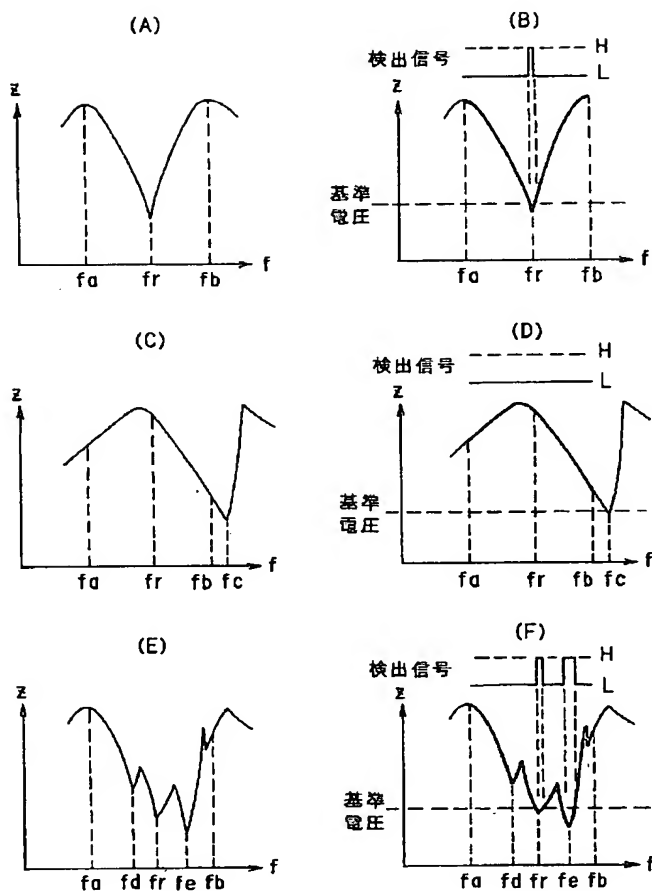 (A)
Z
fa fr fb f
(B)
検出信号 H
L
Z
基準
電圧
fa fr fb f
(C)
Z
fa fr fb fc f
(D)
検出信号 H
L
Z
基準
電圧
fa fr fb fc f
(E)
Z
fa fd fr fe fb f
(F)
検出信号 H
L
Z
基準
電圧
fa fd fr fe fb f